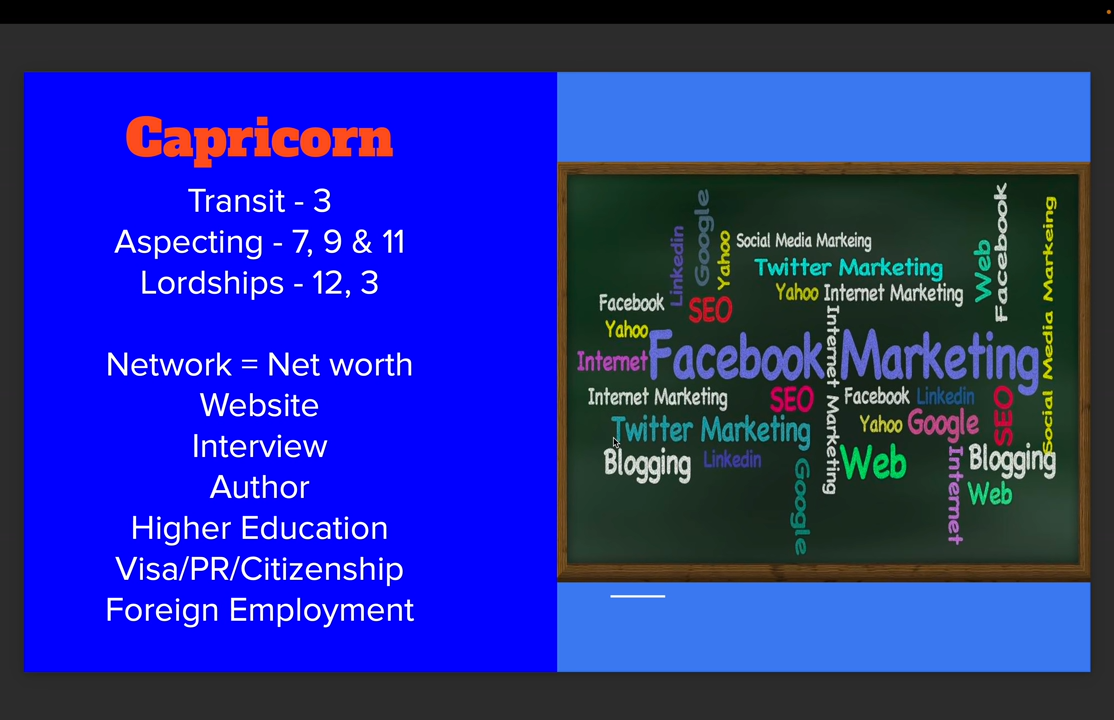 Capricorn
Transit - 3
Aspecting - 7, 9 & 11
Lordships - 12, 3
Network = Net worth
Website
Interview
Author
Higher Education
Visa/PR/Citizenship
Foreign Employment
Linkedin
Google
Yahoo
Social Media Markeing
Twitter Marketing
Yahoo
Internet Marketing
Web
Facebook
Social Media Markeing
Facebook
SEO
Yahoo
Internet
Facebook Marketing
Internet Marketing
Internet Marketing
SEO
Facebook
Linkedin
Twitter Marketing
Yahoo
Google
SEO
Blogging
Linkedin
Google
Web
Internet
Blogging
Web